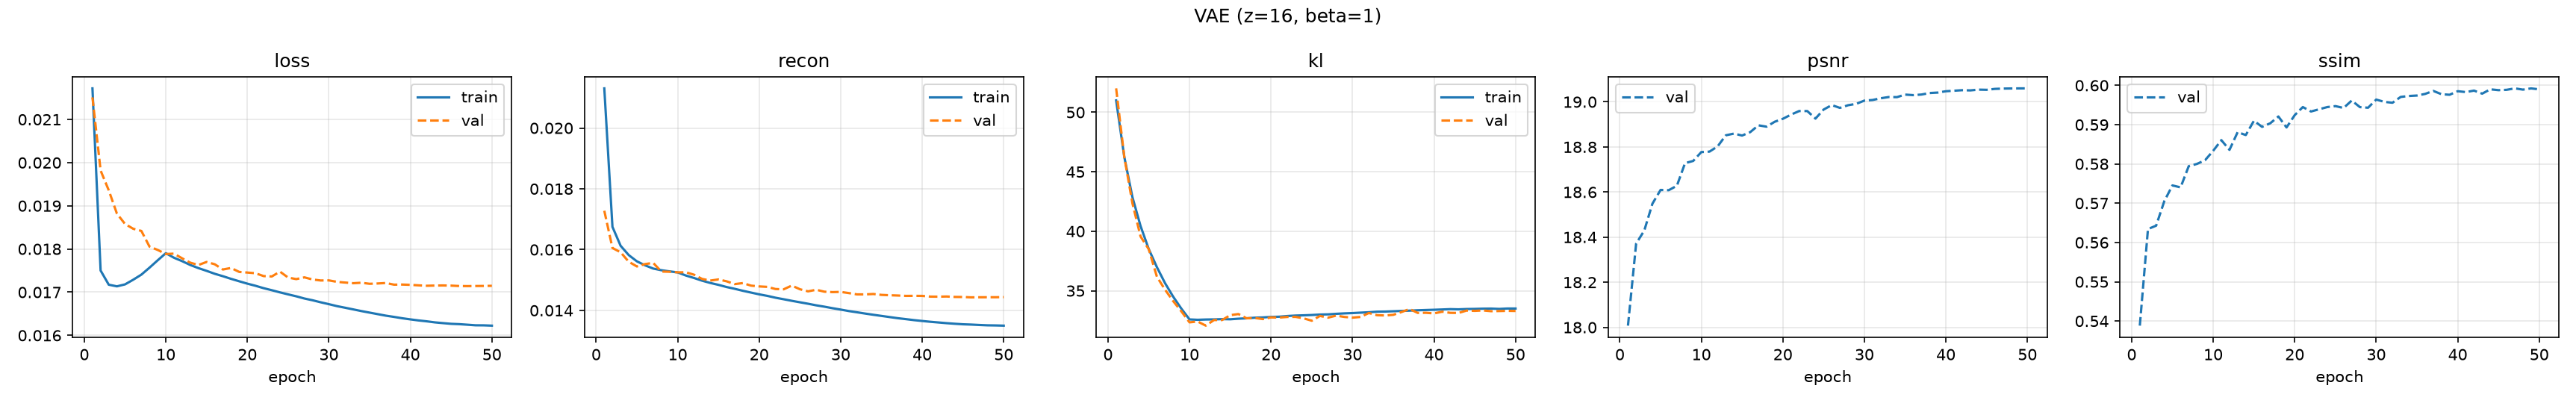 VAE (z=16, beta=1)
loss
train
val
0.021
0.020
0.019
0.018
0.017
0.016
0 10 20 30 40 50
epoch
recon
train
val
0.020
0.018
0.016
0.014
0 10 20 30 40 50
epoch
kl
train
val
50
45
40
35
0 10 20 30 40 50
epoch
psnr
val
19.0
18.8
18.6
18.4
18.2
18.0
0 10 20 30 40 50
epoch
ssim
val
0.60
0.59
0.58
0.57
0.56
0.55
0.54
0 10 20 30 40 50
epoch